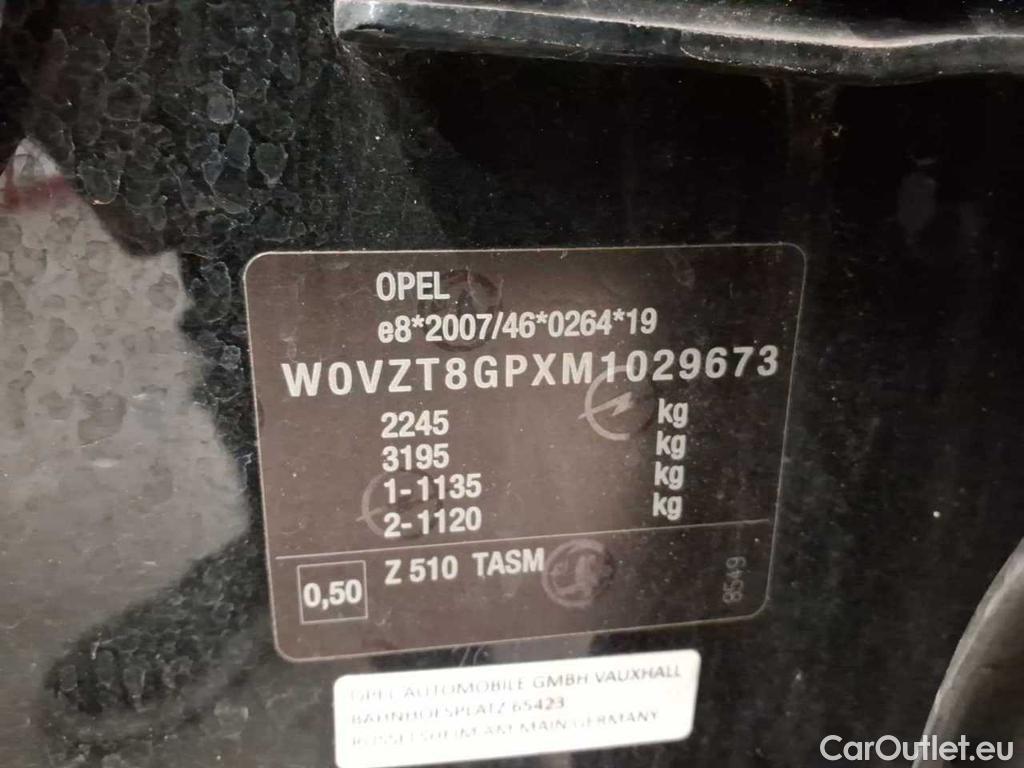 OPEL
e8*2007/46*0264*19
W0VZT8GPXM1029673
2245 kg
3195 kg
1-1135 kg
2-1120 kg
0,50 Z 510 TASM
8549
OPEL AUTOMOBILE GMBH VAUXHALL
BAHNHOFSPLATZ 65423
RÜSSELSHEIM AM MAIN GERMANY
CarOutlet.eu